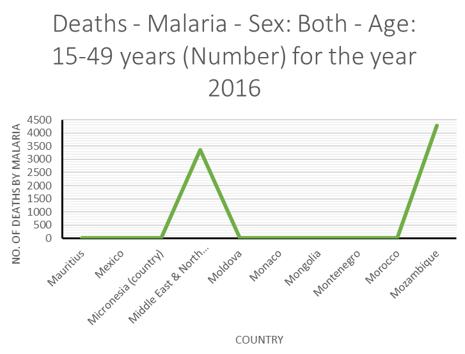 Deaths - Malaria - Sex: Both - Age:
15-49 years (Number) for the year
2016
NO. OF DEATHS BY MALARIA
4500
4000
3500
3000
2500
2000
1500
1000
500
0
Mauritius
Mexico
Micronesia (country)
Middle East & North...
Moldova
Monaco
Mongolia
Montenegro
Morocco
Mozambique
COUNTRY